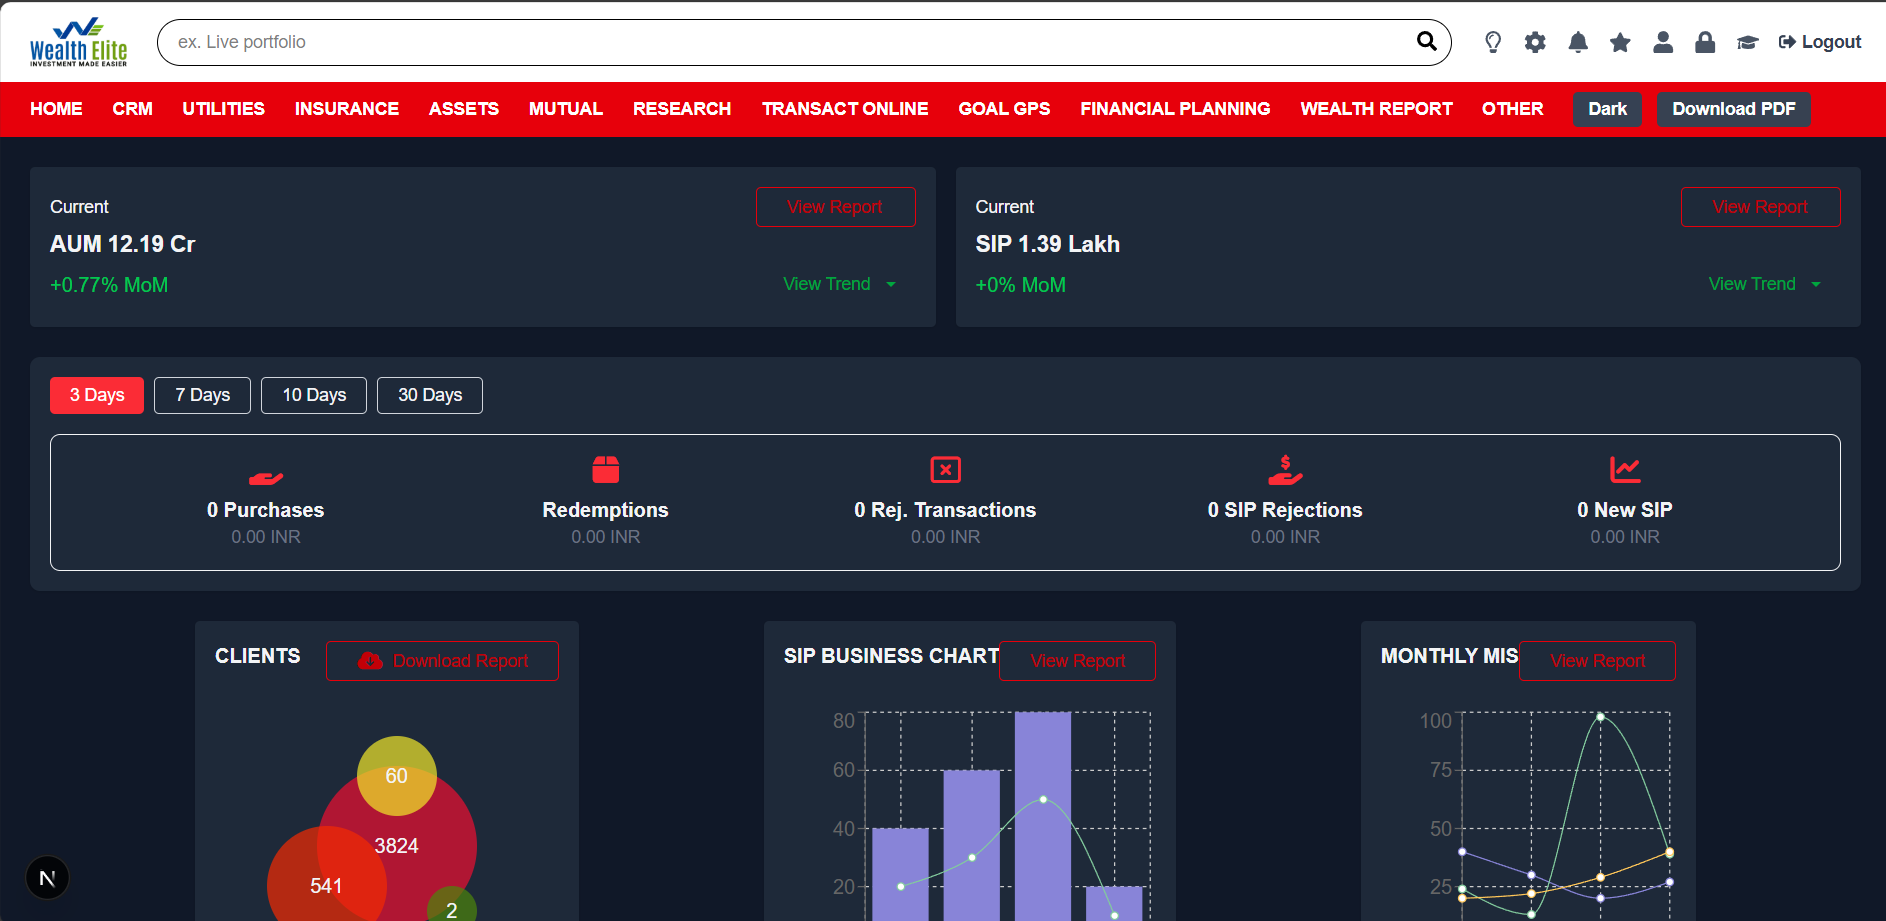 Wealth Elite
INVESTMENT MADE EASIER
ex. Live portfolio
Logout
HOME CRM UTILITIES INSURANCE ASSETS MUTUAL RESEARCH TRANSACT ONLINE GOAL GPS FINANCIAL PLANNING WEALTH REPORT OTHER Dark Download PDF
Current
View Report
AUM 12.19 Cr
+0.77% MoM
View Trend
Current
View Report
SIP 1.39 Lakh
+0% MoM
View Trend
3 Days 7 Days 10 Days 30 Days
0 Purchases
0.00 INR
Redemptions
0.00 INR
0 Rej. Transactions
0.00 INR
0 SIP Rejections
0.00 INR
0 New SIP
0.00 INR
CLIENTS
Download Report
60
3824
541
2
SIP BUSINESS CHART
View Report
80
60
40
20
MONTHLY MIS
View Report
100
75
50
25
N